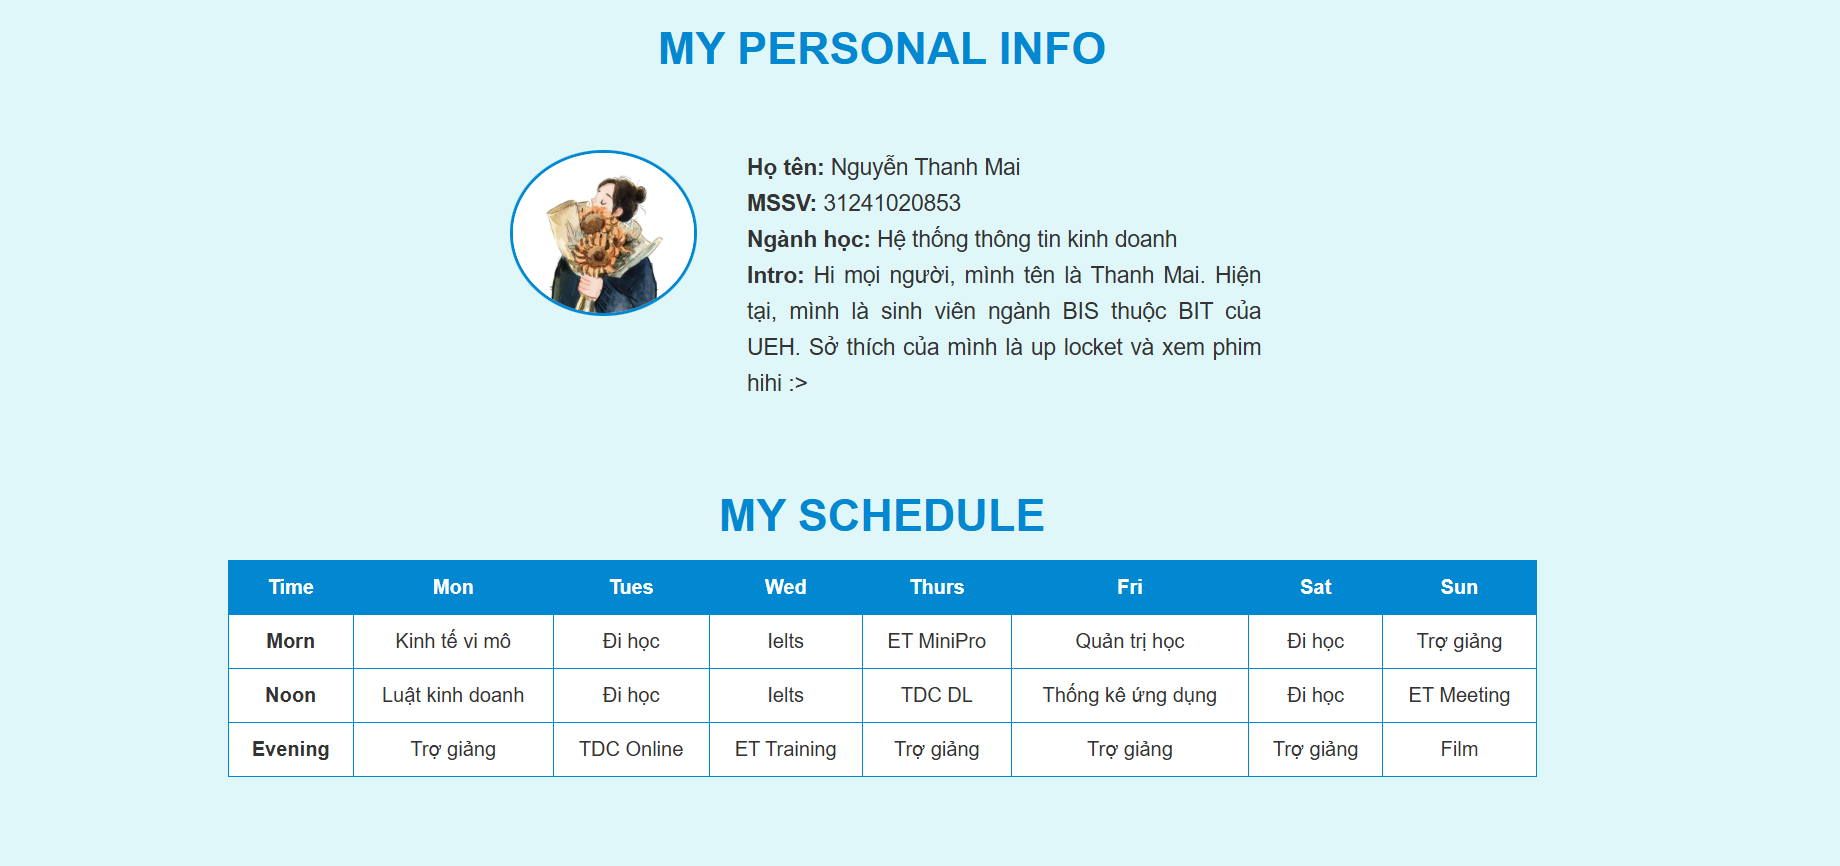 MY PERSONAL INFO
Họ tên: Nguyễn Thanh Mai
MSSV: 31241020853
Ngành học: Hệ thống thông tin kinh doanh
Intro: Hi mọi người, mình tên là Thanh Mai. Hiện
tại, mình là sinh viên ngành BIS thuộc BIT của
UEH. Sở thích của mình là up locket và xem phim
hihi :>
MY SCHEDULE
Time Mon Tues Wed Thurs Fri Sat Sun
Morn Kinh tế vi mô Đi học Ielts ET MiniPro Quản trị học Đi học Trợ giảng
Noon Luật kinh doanh Đi học Ielts TDC DL Thống kê ứng dụng Đi học ET Meeting
Evening Trợ giảng TDC Online ET Training Trợ giảng Trợ giảng Trợ giảng Film